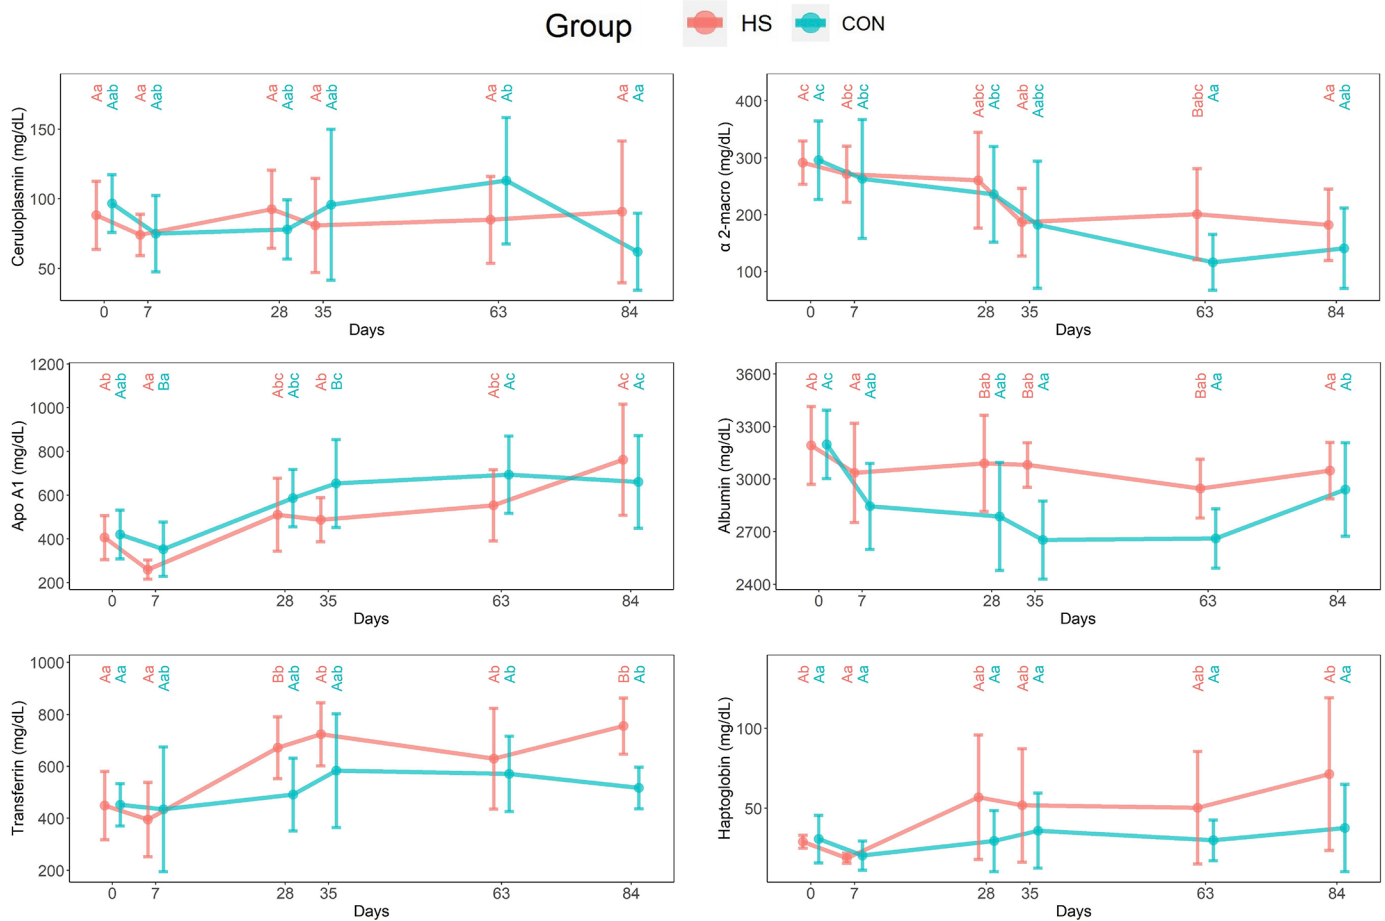 Group HS CON
Ceruloplasmin (mg/dL)
150
100
50
Aa Aab Aa Aab Aa Aab Aa Aab Aa Ab Aa Aa
0 7 28 35 63 84
Days
α 2-macro (mg/dL)
400
300
200
100
Ac Ac Abc Abc Aabc Abc Aab Aabc Babc Aa Aa Aab
0 7 28 35 63 84
Days
Apo A1 (mg/dL)
1200
1000
800
600
400
200
Ab Aab Aa Ba Abc Abc Ab Bc Abc Ac Ac Ac
0 7 28 35 63 84
Days
Albumin (mg/dL)
3600
3300
3000
2700
2400
Ab Ac Aa Aab Bab Aab Bab Aa Bab Aa Aa Ab
0 7 28 35 63 84
Days
Transferrin (mg/dL)
1000
800
600
400
200
Aa Aa Aa Aab Bb Aab Ab Aab Ab Ab Bb Ab
0 7 28 35 63 84
Days
Haptoglobin (mg/dL)
100
50
Ab Aa Aa Aa Aab Aa Aab Aa Aab Aa Ab Aa
0 7 28 35 63 84
Days